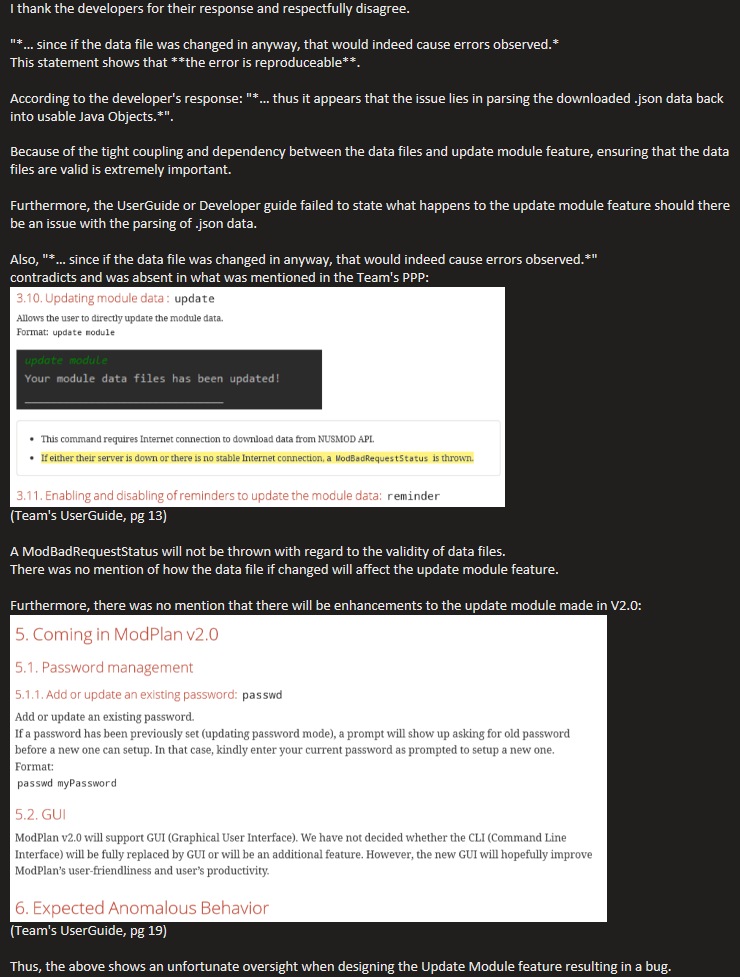 I thank the developers for their response and respectfully disagree.
"*... since if the data file was changed in anyway, that would indeed cause errors observed.*
This statement shows that **the error is reproduceable**.
According to the developer's response: "*... thus it appears that the issue lies in parsing the downloaded .json data back
into usable Java Objects.*".
Because of the tight coupling and dependency between the data files and update module feature, ensuring that the data
files are valid is extremely important.
Furthermore, the UserGuide or Developer guide failed to state what happens to the update module feature should there
be an issue with the parsing of .json data.
Also, "*... since if the data file was changed in anyway, that would indeed cause errors observed.*"
contradicts and was absent in what was mentioned in the Team's PPP:
3.10. Updating module data : update
Allows the user to directly update the module data.
Format: update module
update module
Your module data files has been updated!
• This command requires Internet connection to download data from NUSMOD API.
• If either their server is down or there is no stable Internet connection, a ModBadRequestStatus is thrown.
3.11. Enabling and disabling of reminders to update the module data: reminder
(Team's UserGuide, pg 13)
A ModBadRequestStatus will not be thrown with regard to the validity of data files.
There was no mention of how the data file if changed will affect the update module feature.
Furthermore, there was no mention that there will be enhancements to the update module made in V2.0:
5. Coming in ModPlan v2.0
5.1. Password management
5.1.1. Add or update an existing password: passwd
Add or update an existing password.
If a password has been previously set (updating password mode), a prompt will show up asking for old password
before a new one can setup. In that case, kindly enter your current password as prompted to setup a new one.
Format:
passwd myPassword
5.2. GUI
ModPlan v2.0 will support GUI (Graphical User Interface). We have not decided whether the CLI (Command Line
Interface) will be fully replaced by GUI or will be an additional feature. However, the new GUI will hopefully improve
ModPlan's user-friendliness and user's productivity.
6. Expected Anomalous Behavior
(Team's UserGuide, pg 19)
Thus, the above shows an unfortunate oversight when designing the Update Module feature resulting in a bug.